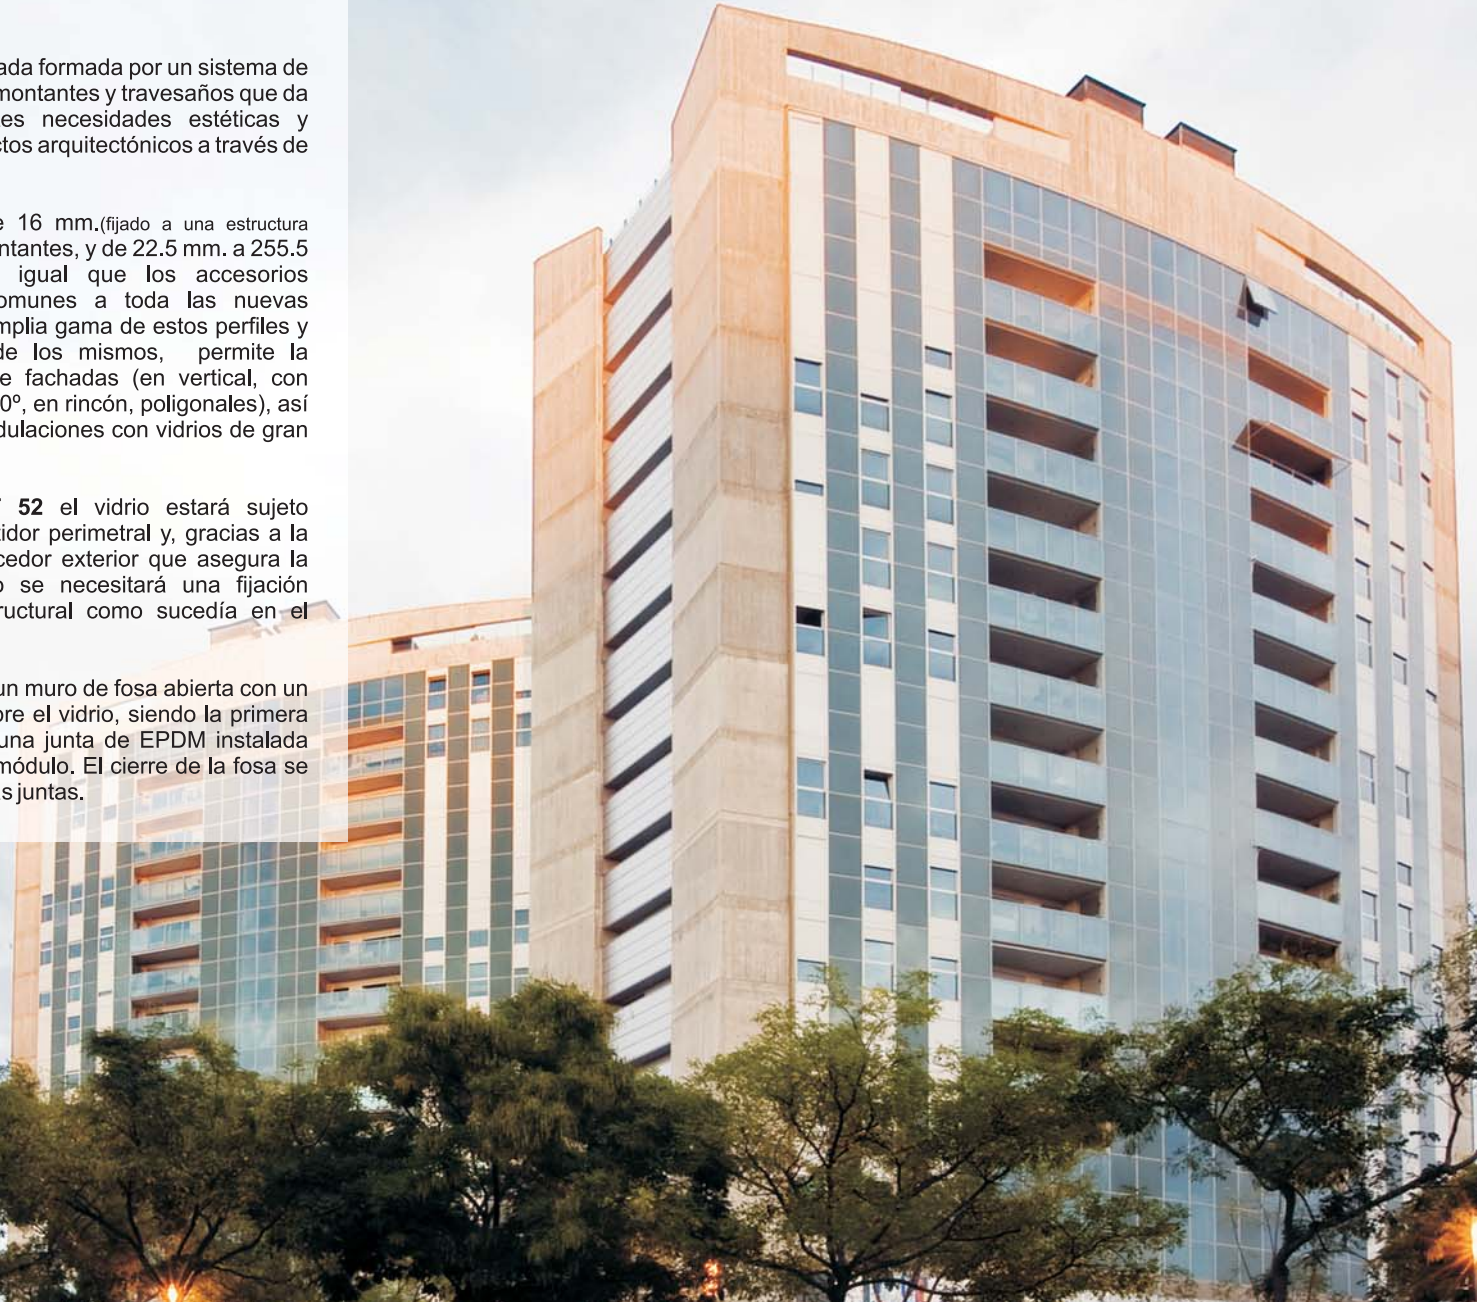 ada formada por un sistema de
montantes y travesaños que da
es necesidades estéticas y
ctos arquitectónicos a través de
e 16 mm.(fijado a una estructura
ntantes, y de 22.5 mm. a 255.5
igual que los accesorios
omunes a toda las nuevas
mplia gama de estos perfiles y
de los mismos, permite la
e fachadas (en vertical, con
0º, en rincón, poligonales), así
dulaciones con vidrios de gran
52 el vidrio estará sujeto
tidor perimetral y, gracias a la
cedor exterior que asegura la
o se necesitará una fijación
ructural como sucedía en el
un muro de fosa abierta con un
bre el vidrio, siendo la primera
una junta de EPDM instalada
módulo. El cierre de la fosa se
as juntas.